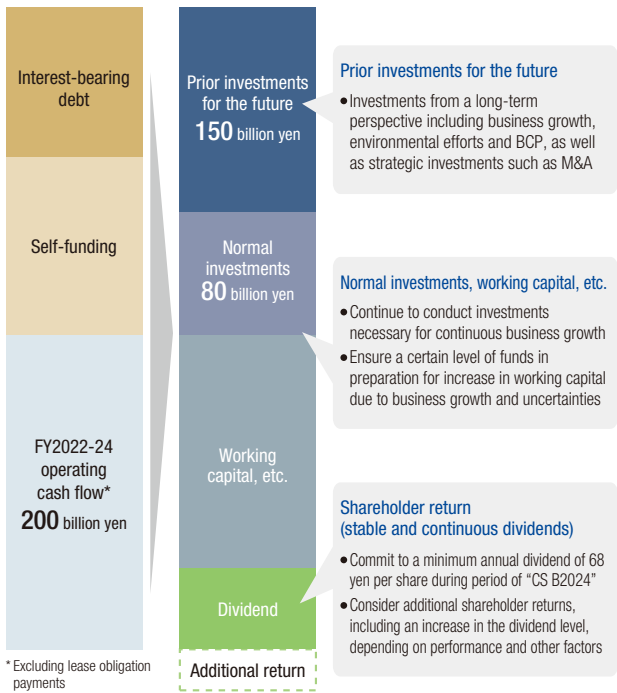 Interest-bearing
debt
Self-funding
FY2022-24
operating
cash flow*
200 billion yen
* Excluding lease obligation
payments
Prior investments
for the future
150 billion yen
Normal
investments
80 billion yen
Working
capital, etc.
Dividend
Additional return
Prior investments for the future
•Investments from a long-term
perspective including business growth,
environmental efforts and BCP, as well
as strategic investments such as M&A
Normal investments, working capital, etc.
•Continue to conduct investments
necessary for continuous business growth
•Ensure a certain level of funds in
preparation for increase in working capital
due to business growth and uncertainties
Shareholder return
(stable and continuous dividends)
•Commit to a minimum annual dividend of 68
yen per share during period of “CS B2024”
•Consider additional shareholder returns,
including an increase in the dividend level,
depending on performance and other factors